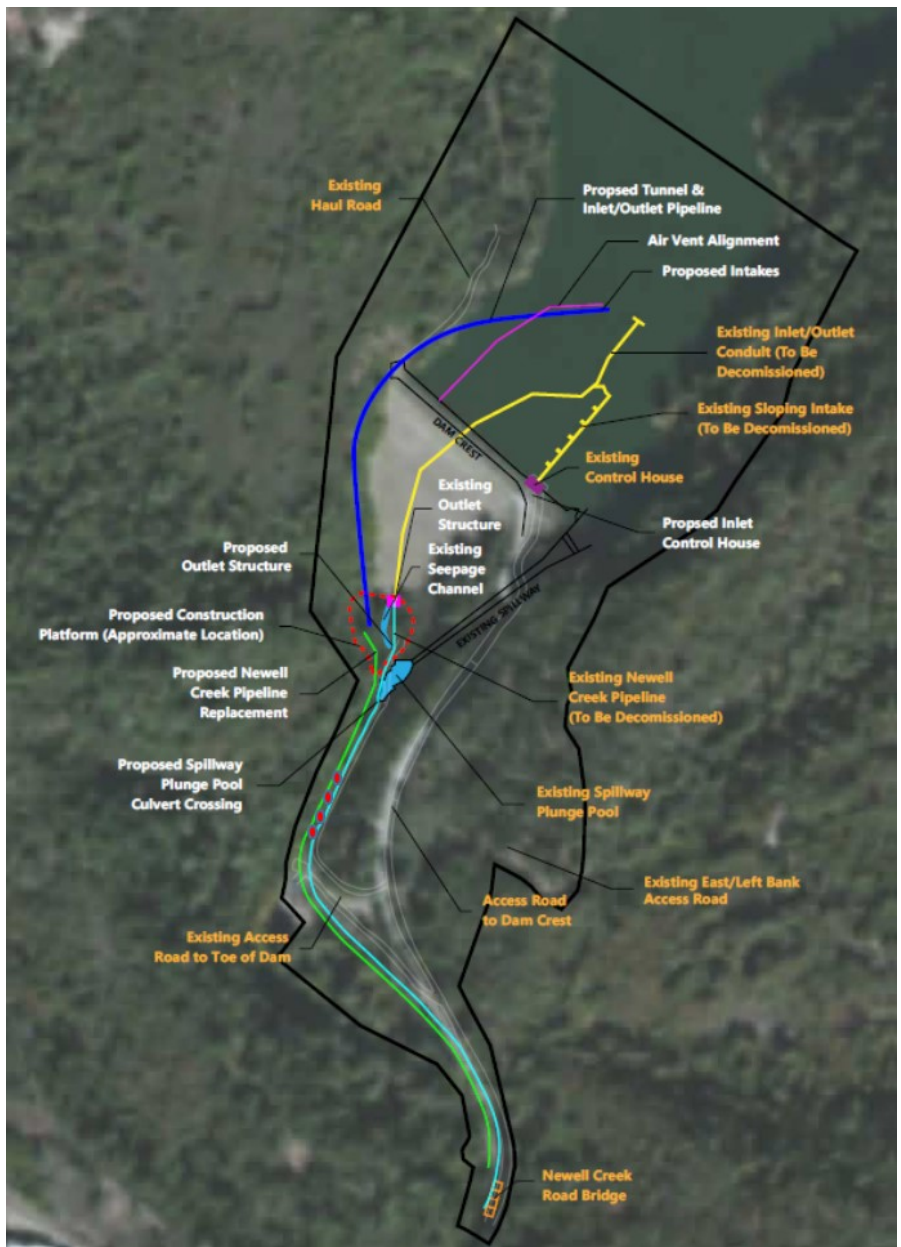 Existing
Haul Road
Propsed Tunnel &
Inlet/Outlet Pipeline
Air Vent Alignment
Proposed Intakes
Existing Inlet/Outlet
Conduit (To Be
Decomissioned)
Existing Sloping Intake
(To Be Decomissioned)
DAM CREST
Existing
Control House
Existing
Outlet
Structure
Propsed Inlet
Control House
Proposed
Outlet Structure
Existing
Seepage
Channel
EXISTING SPILLWAY
Proposed Construction
Platform (Approximate Location)
Proposed Newell
Creek Pipeline
Replacement
Existing Newell
Creek Pipeline
(To Be Decomissioned)
Proposed Spillway
Plunge Pool
Culvert Crossing
Existing Spillway
Plunge Pool
Existing East/Left Bank
Access Road
Access Road
to Dam Crest
Existing Access
Road to Toe of Dam
Newell Creek
Road Bridge